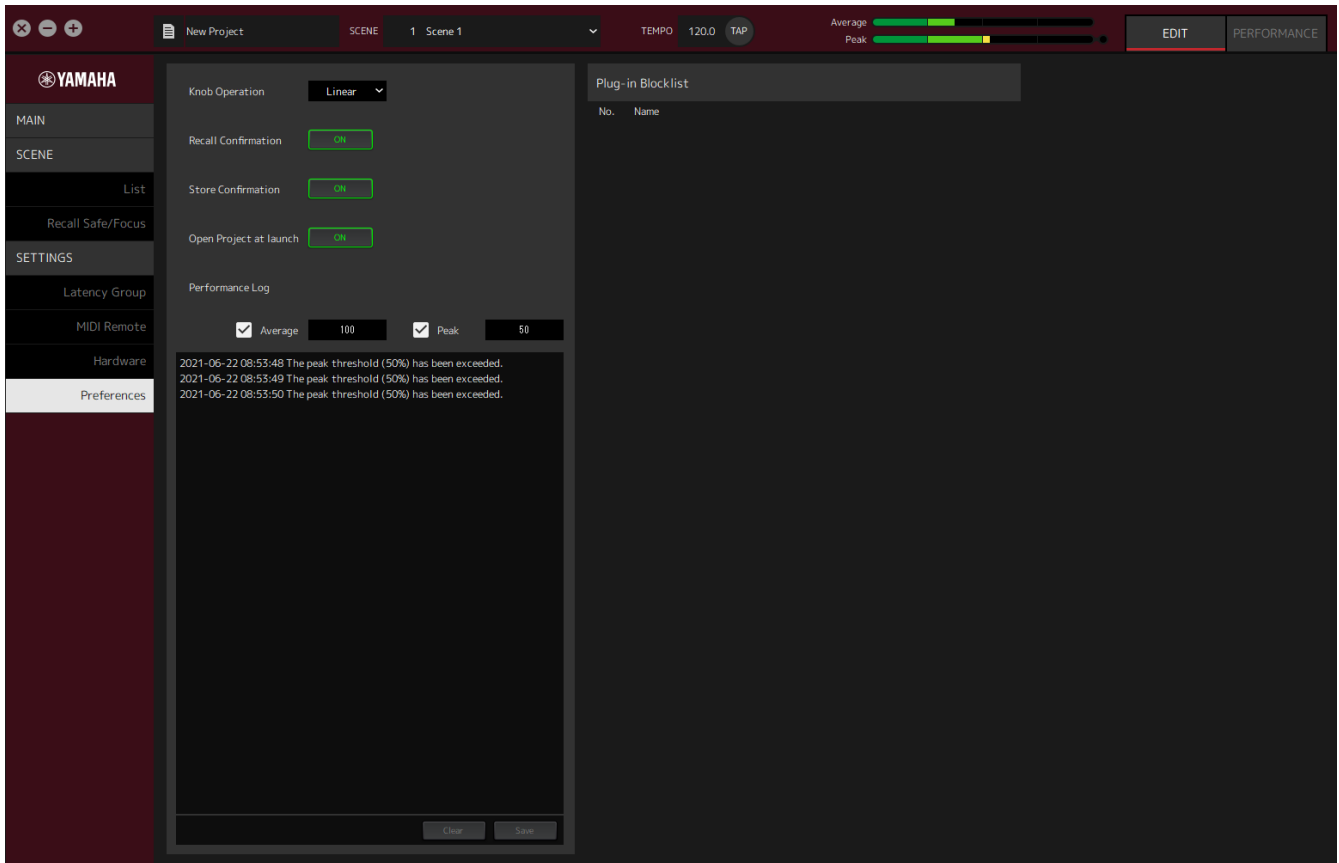 New Project
SCENE
1 Scene 1
TEMPO
120.0
TAP
Average
Peak
EDIT
PERFORMANCE
YAMAHA
MAIN
SCENE
List
Recall Safe/Focus
SETTINGS
Latency Group
MIDI Remote
Hardware
Preferences
Knob Operation
Linear
Recall Confirmation
ON
Store Confirmation
ON
Open Project at launch
ON
Performance Log
Average
100
Peak
50
2021-06-22 08:53:48 The peak threshold (50%) has been exceeded.
2021-06-22 08:53:49 The peak threshold (50%) has been exceeded.
2021-06-22 08:53:50 The peak threshold (50%) has been exceeded.
Clear
Save
Plug-in Blocklist
No. Name